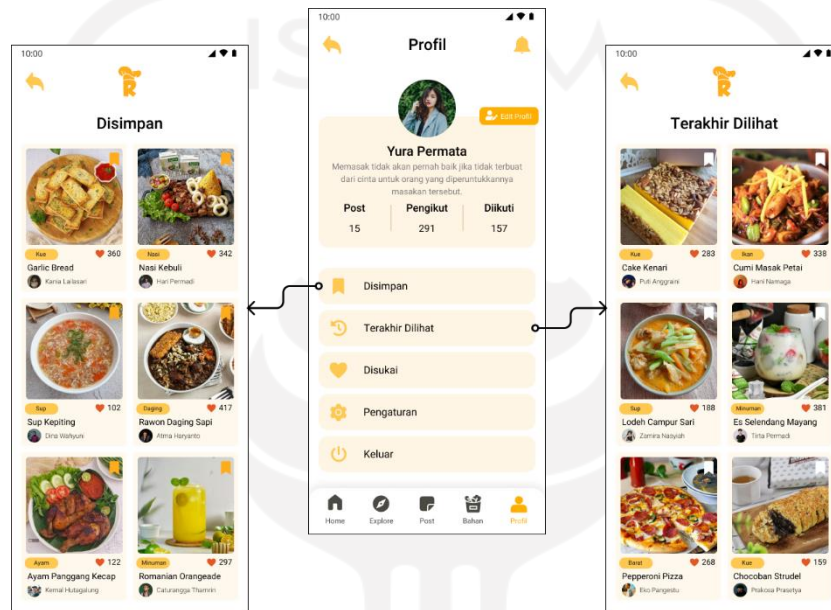 10:00
Disimpan
Kue 360
Garlic Bread
Kania Lailasari
Nasi 342
Nasi Kebuli
Hari Permadi
Sup 102
Sup Kepiting
Dina Wahyuni
Daging 417
Rawon Daging Sapi
Atma Haryanto
Ayam 122
Ayam Panggang Kecap
Kemal Hutagalung
Minuman 297
Romanian Orangeade
Caturangga Thamrin
10:00
Profil
Edit Profil
Yura Permata
Memasak tidak akan pernah baik jika tidak terbuat
dari cinta untuk orang yang diperuntukkannya
masakan tersebut.
Post Pengikut Diikuti
15 291 157
Disimpan
Terakhir Dilihat
Disukai
Pengaturan
Keluar
Home Explore Post Bahan Profil
10:00
Terakhir Dilihat
Kue 283
Cake Kenari
Puti Anggraini
Ikan 338
Cumi Masak Petai
Hani Namaga
Sup 188
Lodeh Campur Sari
Zamira Nasyiah
Minuman 381
Es Selendang Mayang
Tirta Permadi
Barat 268
Pepperoni Pizza
Eko Pangestu
Kue 159
Chocoban Strudel
Prakosa Prasetya